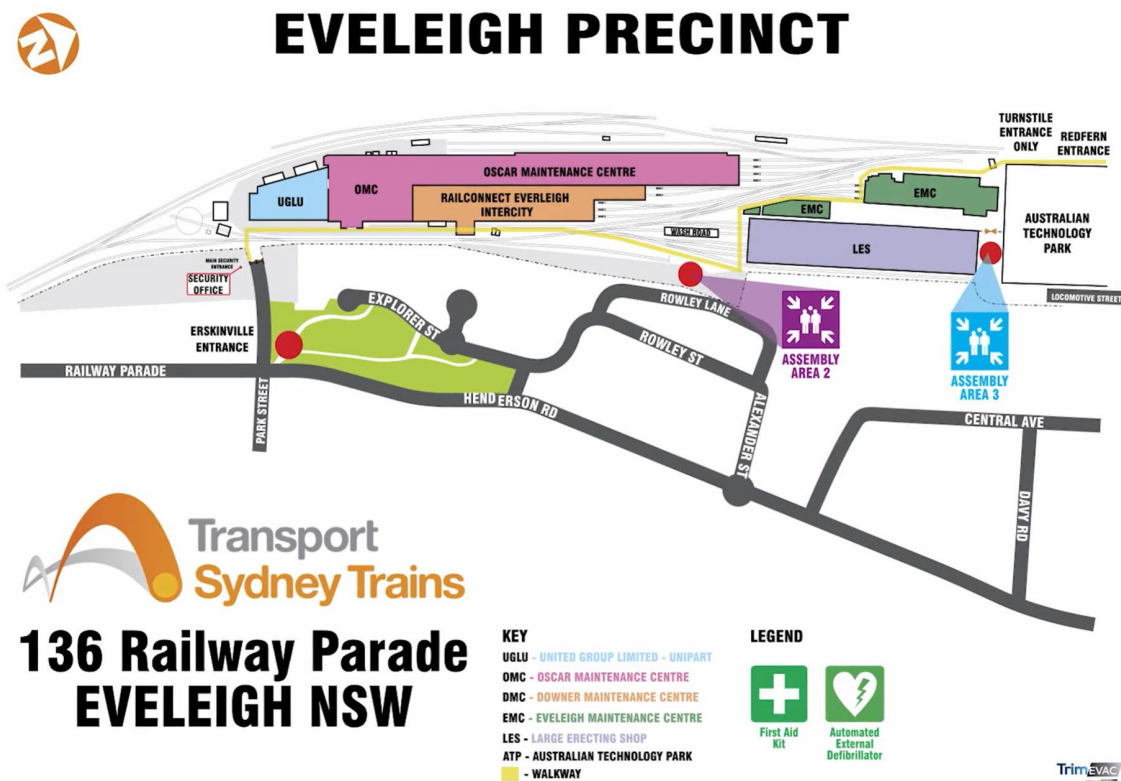 EVELEIGH PRECINCT
N
TURNSTILE
ENTRANCE
ONLY
REDFERN
ENTRANCE
OSCAR MAINTENANCE CENTRE
OMC
UGLU
RAILCONNECT EVERLEIGH
INTERCITY
EMC
EMC
WASH ROAD
LES
AUSTRALIAN
TECHNOLOGY
PARK
MAIN SECURITY
ENTRANCE
SECURITY
OFFICE
LOCOMOTIVE STREET
EXPLORER ST
ROWLEY LANE
ROWLEY ST
ERSKINVILLE
ENTRANCE
ASSEMBLY
AREA 2
ASSEMBLY
AREA 3
RAILWAY PARADE
PARK STREET
HENDERSON RD
ALEXANDER ST
CENTRAL AVE
DAVY RD
Transport
Sydney Trains
136 Railway Parade
EVELEIGH NSW
KEY
UGLU - UNITED GROUP LIMITED - UNIPART
OMC - OSCAR MAINTENANCE CENTRE
DMC - DOWNER MAINTENANCE CENTRE
EMC - EVELEIGH MAINTENANCE CENTRE
LES - LARGE ERECTING SHOP
ATP - AUSTRALIAN TECHNOLOGY PARK
- WALKWAY
LEGEND
First Aid
Kit
Automated
External
Defibrillator
TrimEVAC